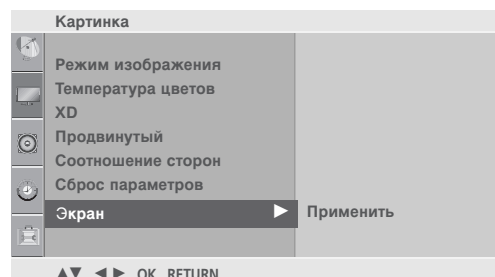 Картинка
Режим изображения
Температура цветов
XD
Продвинутый
Соотношение сторон
Сброс параметров
Экран ▶ Применить
▲▼ ◀ ▶ OK RETURN